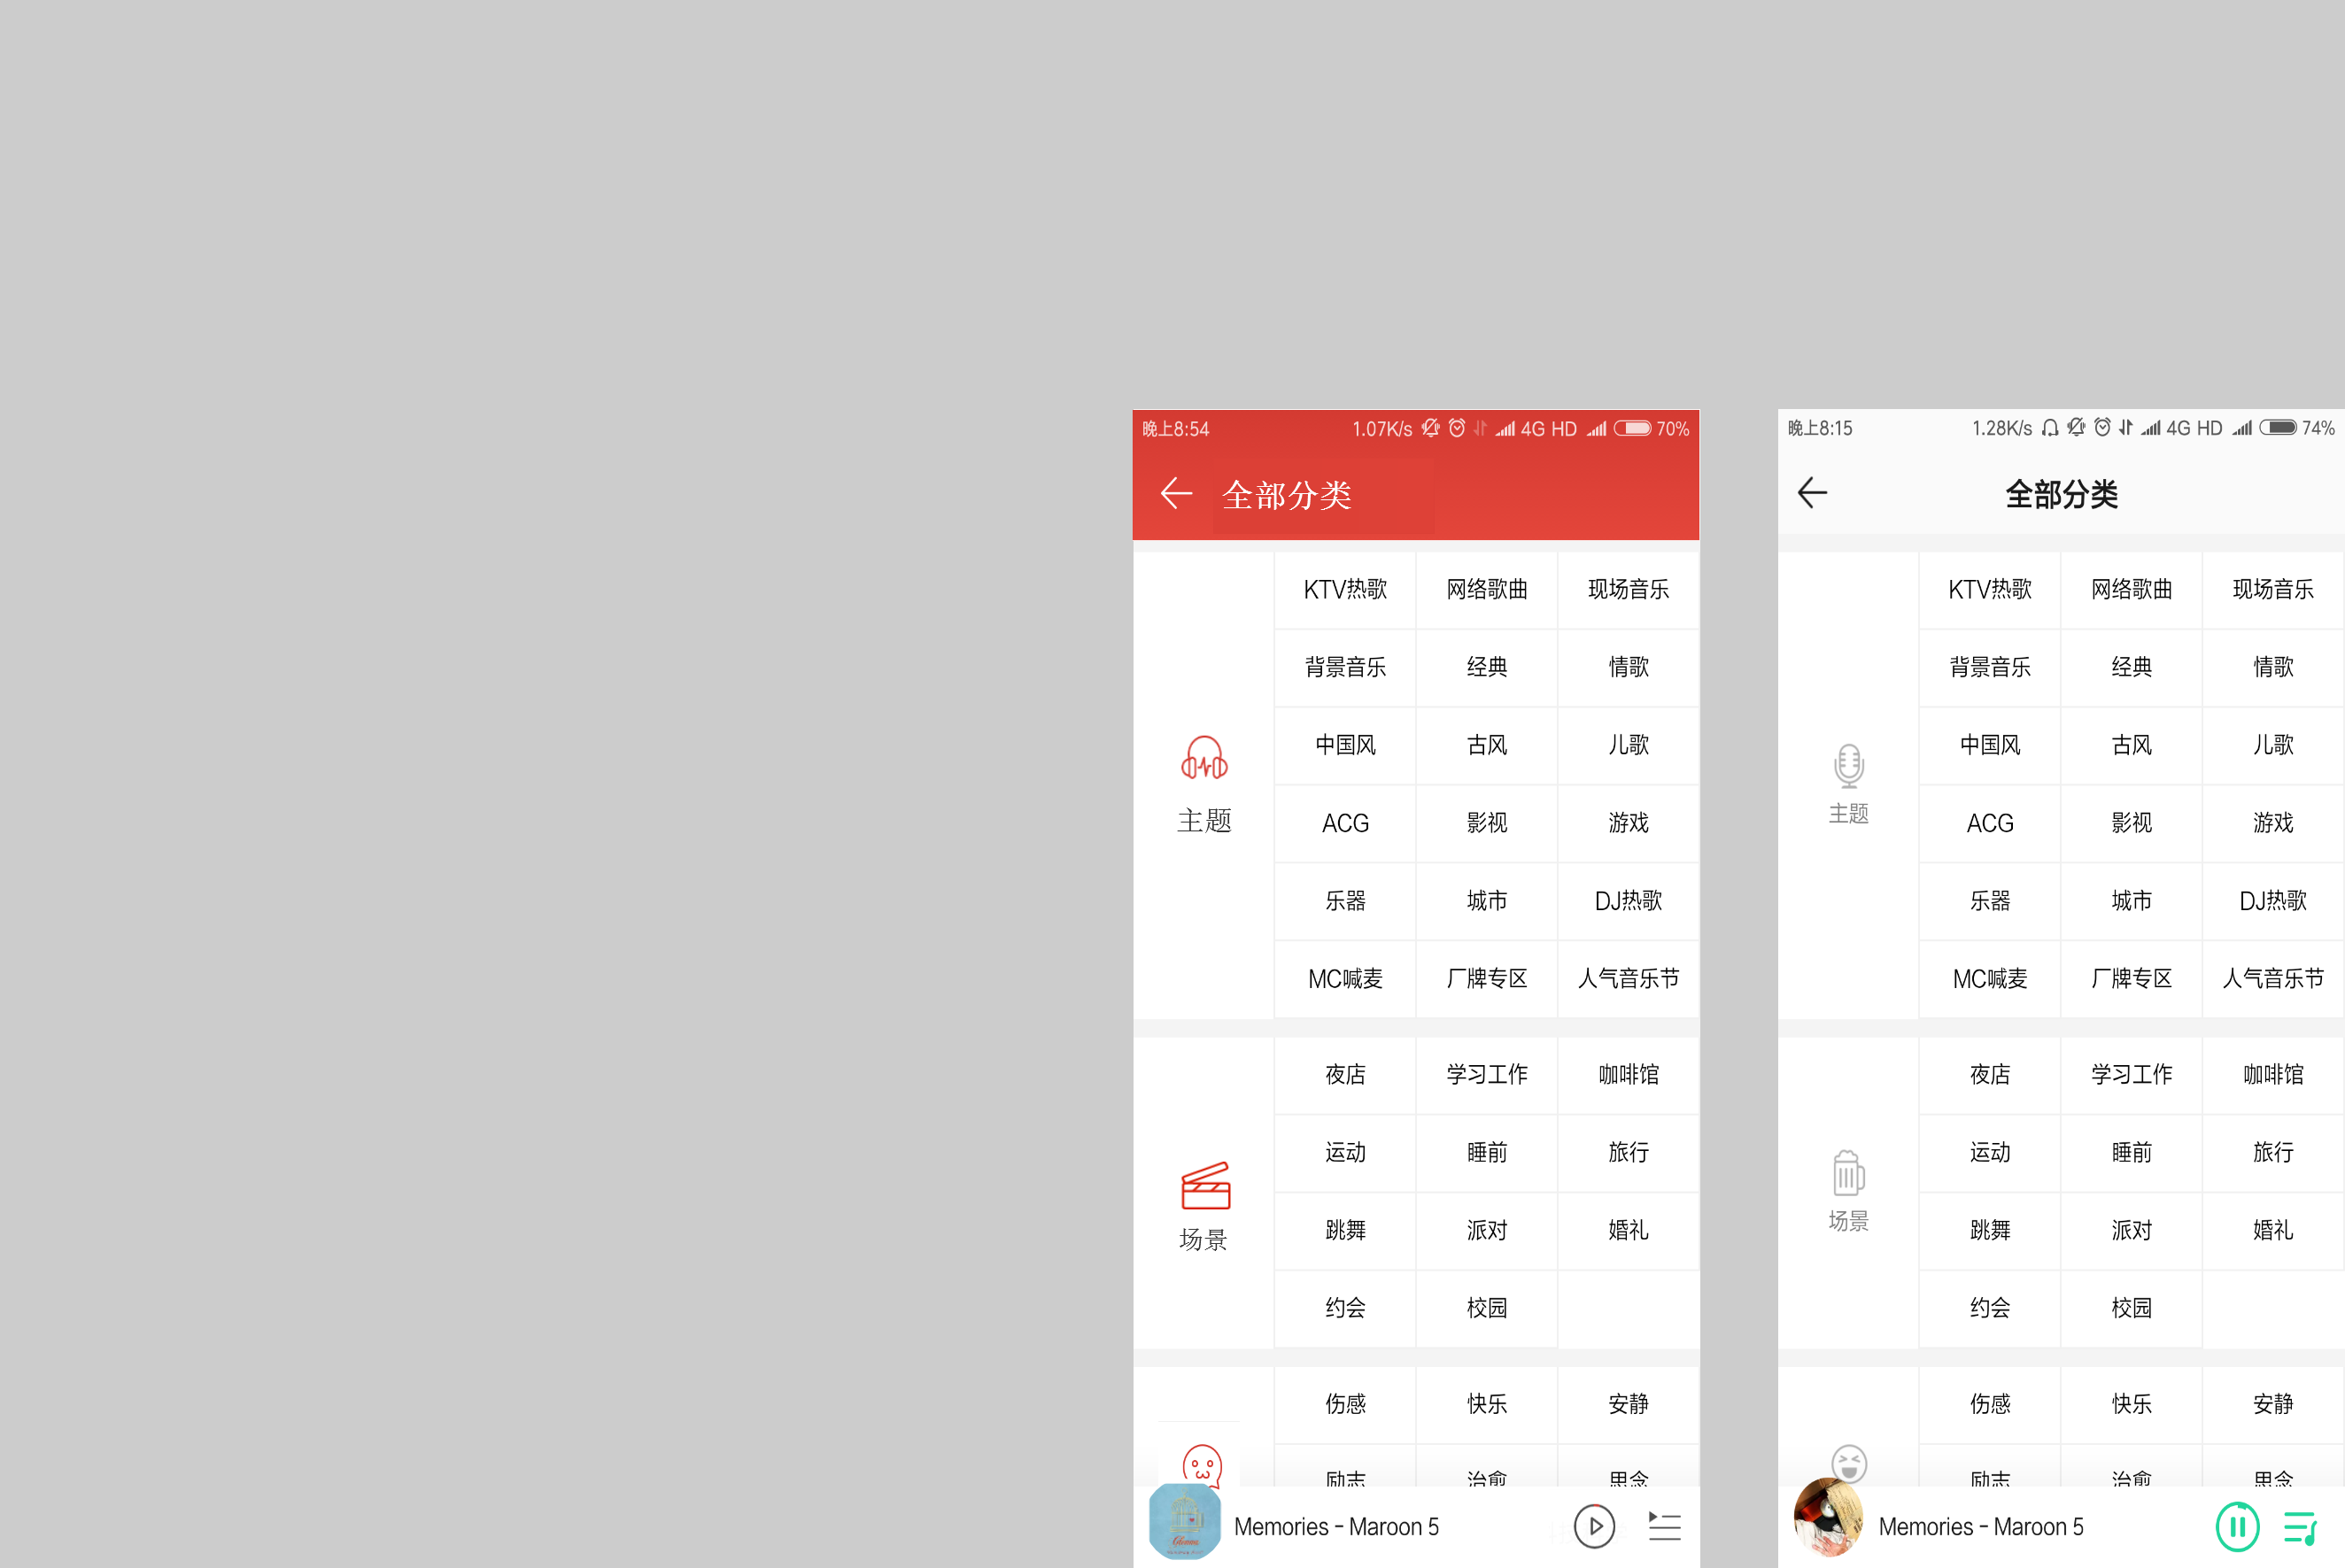 晚上8:54 1.07K/s 4G HD 70%
全部分类
KTV热歌 网络歌曲 现场音乐
背景音乐 经典 情歌
中国风 古风 儿歌
主题
ACG 影视 游戏
乐器 城市 DJ热歌
MC喊麦 厂牌专区 人气音乐节
夜店 学习工作 咖啡馆
运动 睡前 旅行
场景
跳舞 派对 婚礼
约会 校园
伤感 快乐 安静
励志 治愈 思念
Memories - Maroon 5
晚上8:15 1.28K/s 4G HD 74%
全部分类
KTV热歌 网络歌曲 现场音乐
背景音乐 经典 情歌
中国风 古风 儿歌
主题
ACG 影视 游戏
乐器 城市 DJ热歌
MC喊麦 厂牌专区 人气音乐节
夜店 学习工作 咖啡馆
运动 睡前 旅行
场景
跳舞 派对 婚礼
约会 校园
伤感 快乐 安静
励志 治愈 思念
Memories - Maroon 5